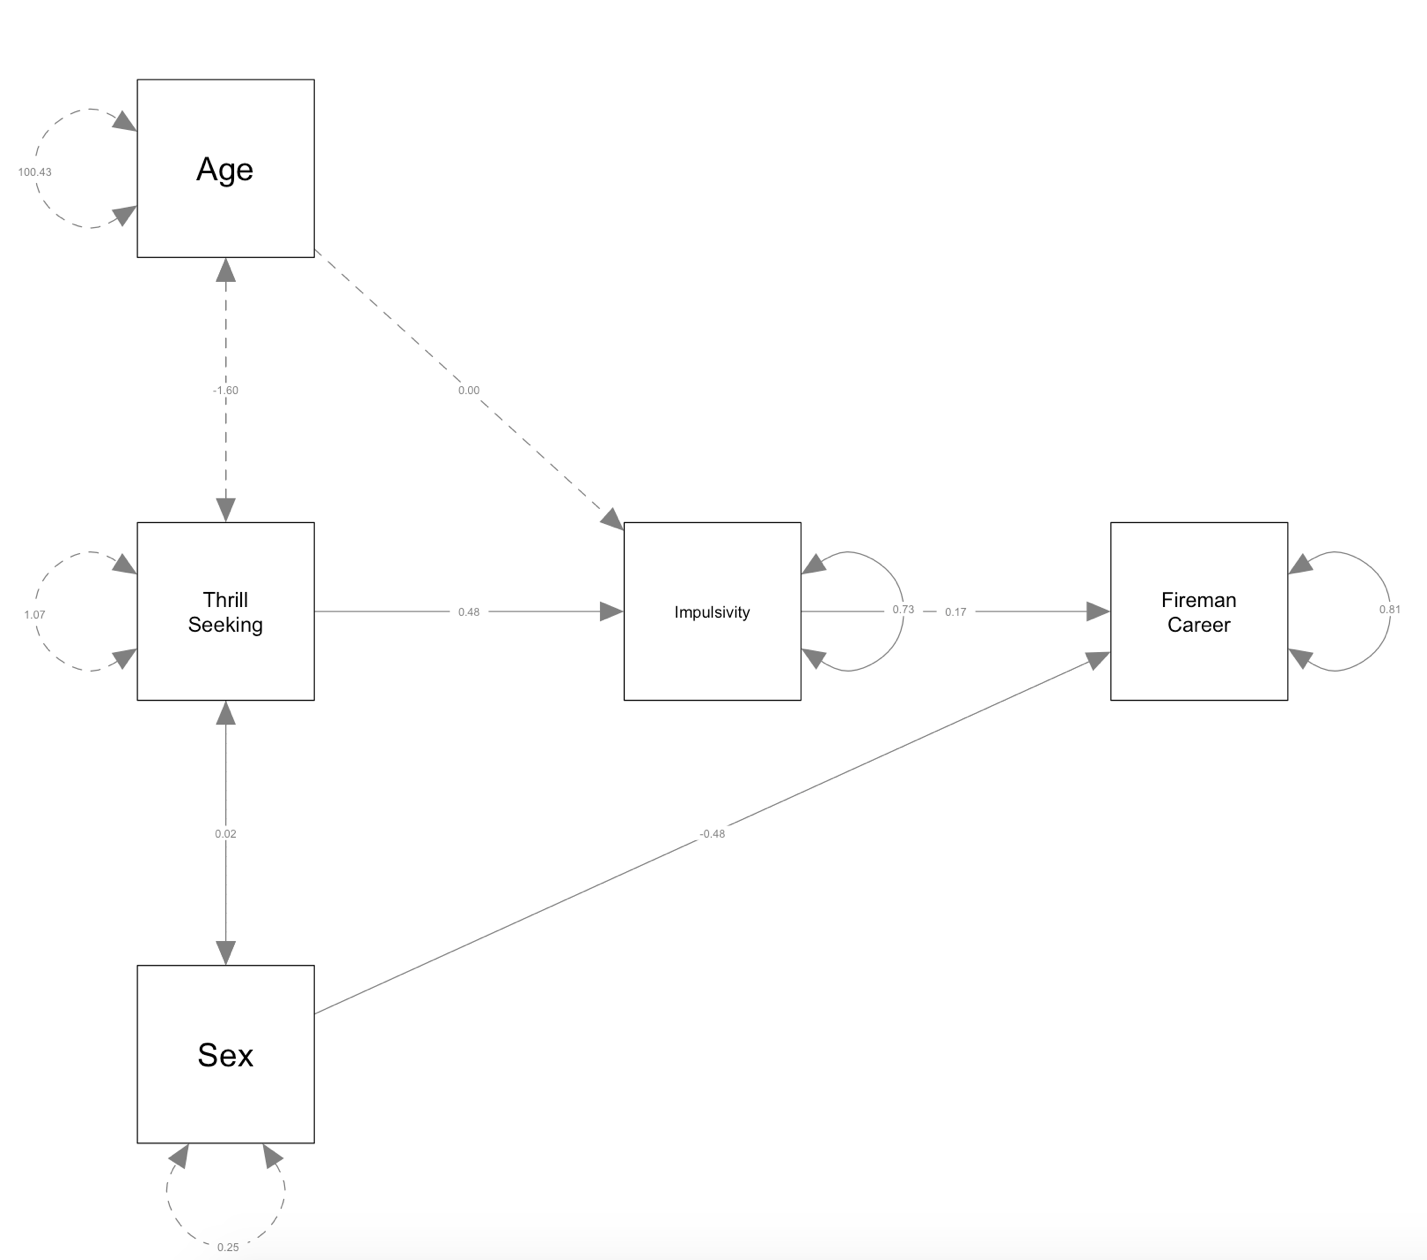 Age
100.43
-1.60
0.00
Thrill
Seeking
1.07
0.48
Impulsivity
0.73
0.17
Fireman
Career
0.81
0.02
-0.48
Sex
0.25